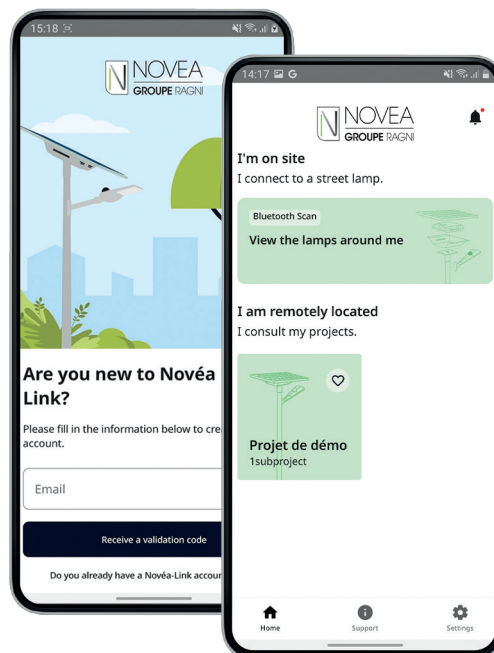 15:18
NOVEA
GROUPE RAGNI
Are you new to Novéa
Link?
Please fill in the information below to cre
account.
Email
Receive a validation code
Do you already have a Novéa-Link accour
14:17 G
NOVEA
GROUPE RAGNI
I'm on site
I connect to a street lamp.
Bluetooth Scan
View the lamps around me
I am remotely located
I consult my projects.
Projet de démo
1subproject
Home
Support
Settings